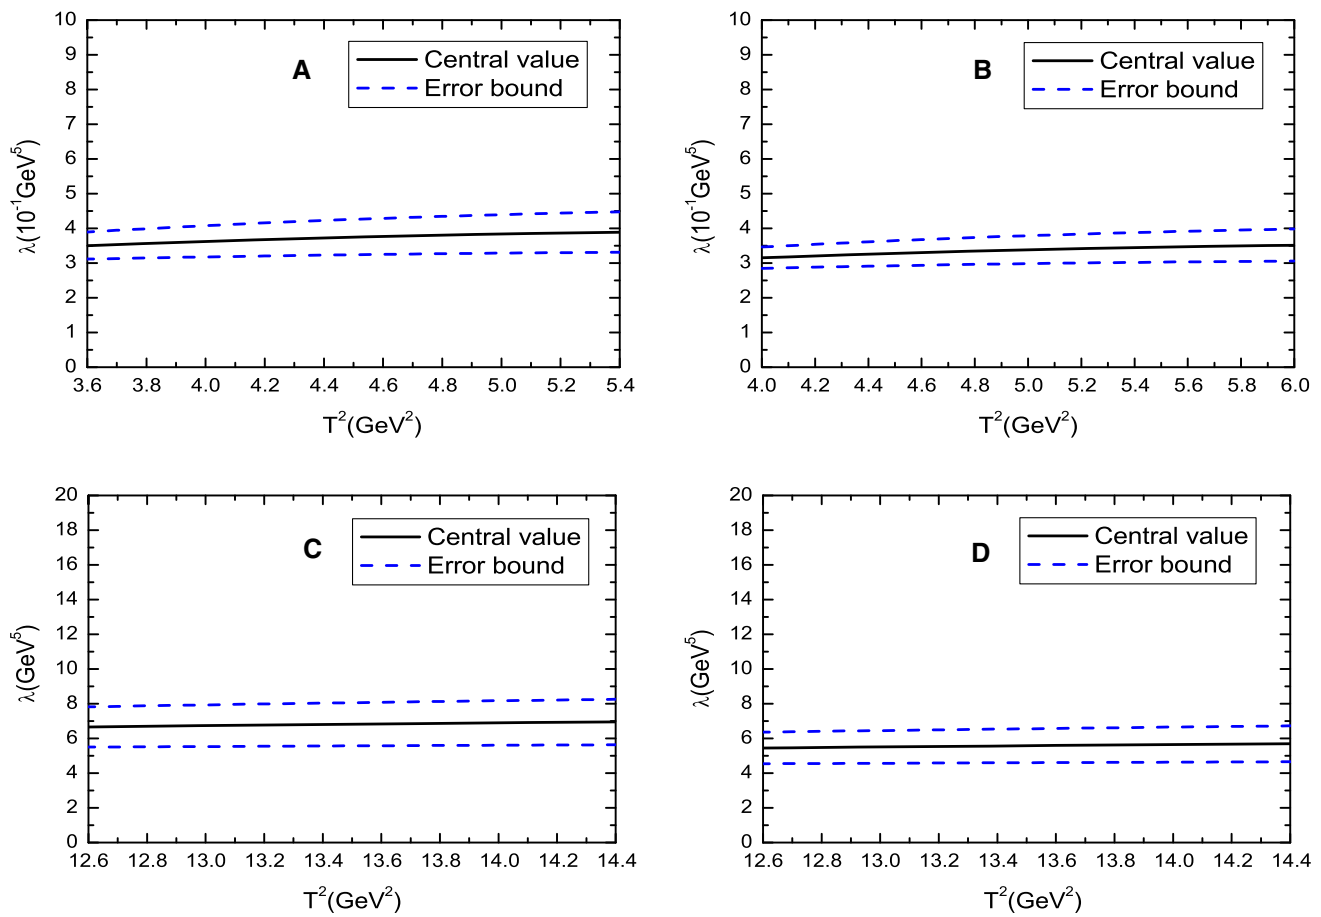 A
Central value
Error bound
λ(10⁻¹GeV⁵)
10
9
8
7
6
5
4
3
2
1
0
3.6 3.8 4.0 4.2 4.4 4.6 4.8 5.0 5.2 5.4
T²(GeV²)
B
Central value
Error bound
λ(10⁻¹GeV⁵)
10
9
8
7
6
5
4
3
2
1
0
4.0 4.2 4.4 4.6 4.8 5.0 5.2 5.4 5.6 5.8 6.0
T²(GeV²)
C
Central value
Error bound
λ(GeV⁵)
20
18
16
14
12
10
8
6
4
2
0
12.6 12.8 13.0 13.2 13.4 13.6 13.8 14.0 14.2 14.4
T²(GeV²)
D
Central value
Error bound
λ(GeV⁵)
20
18
16
14
12
10
8
6
4
2
0
12.6 12.8 13.0 13.2 13.4 13.6 13.8 14.0 14.2 14.4
T²(GeV²)